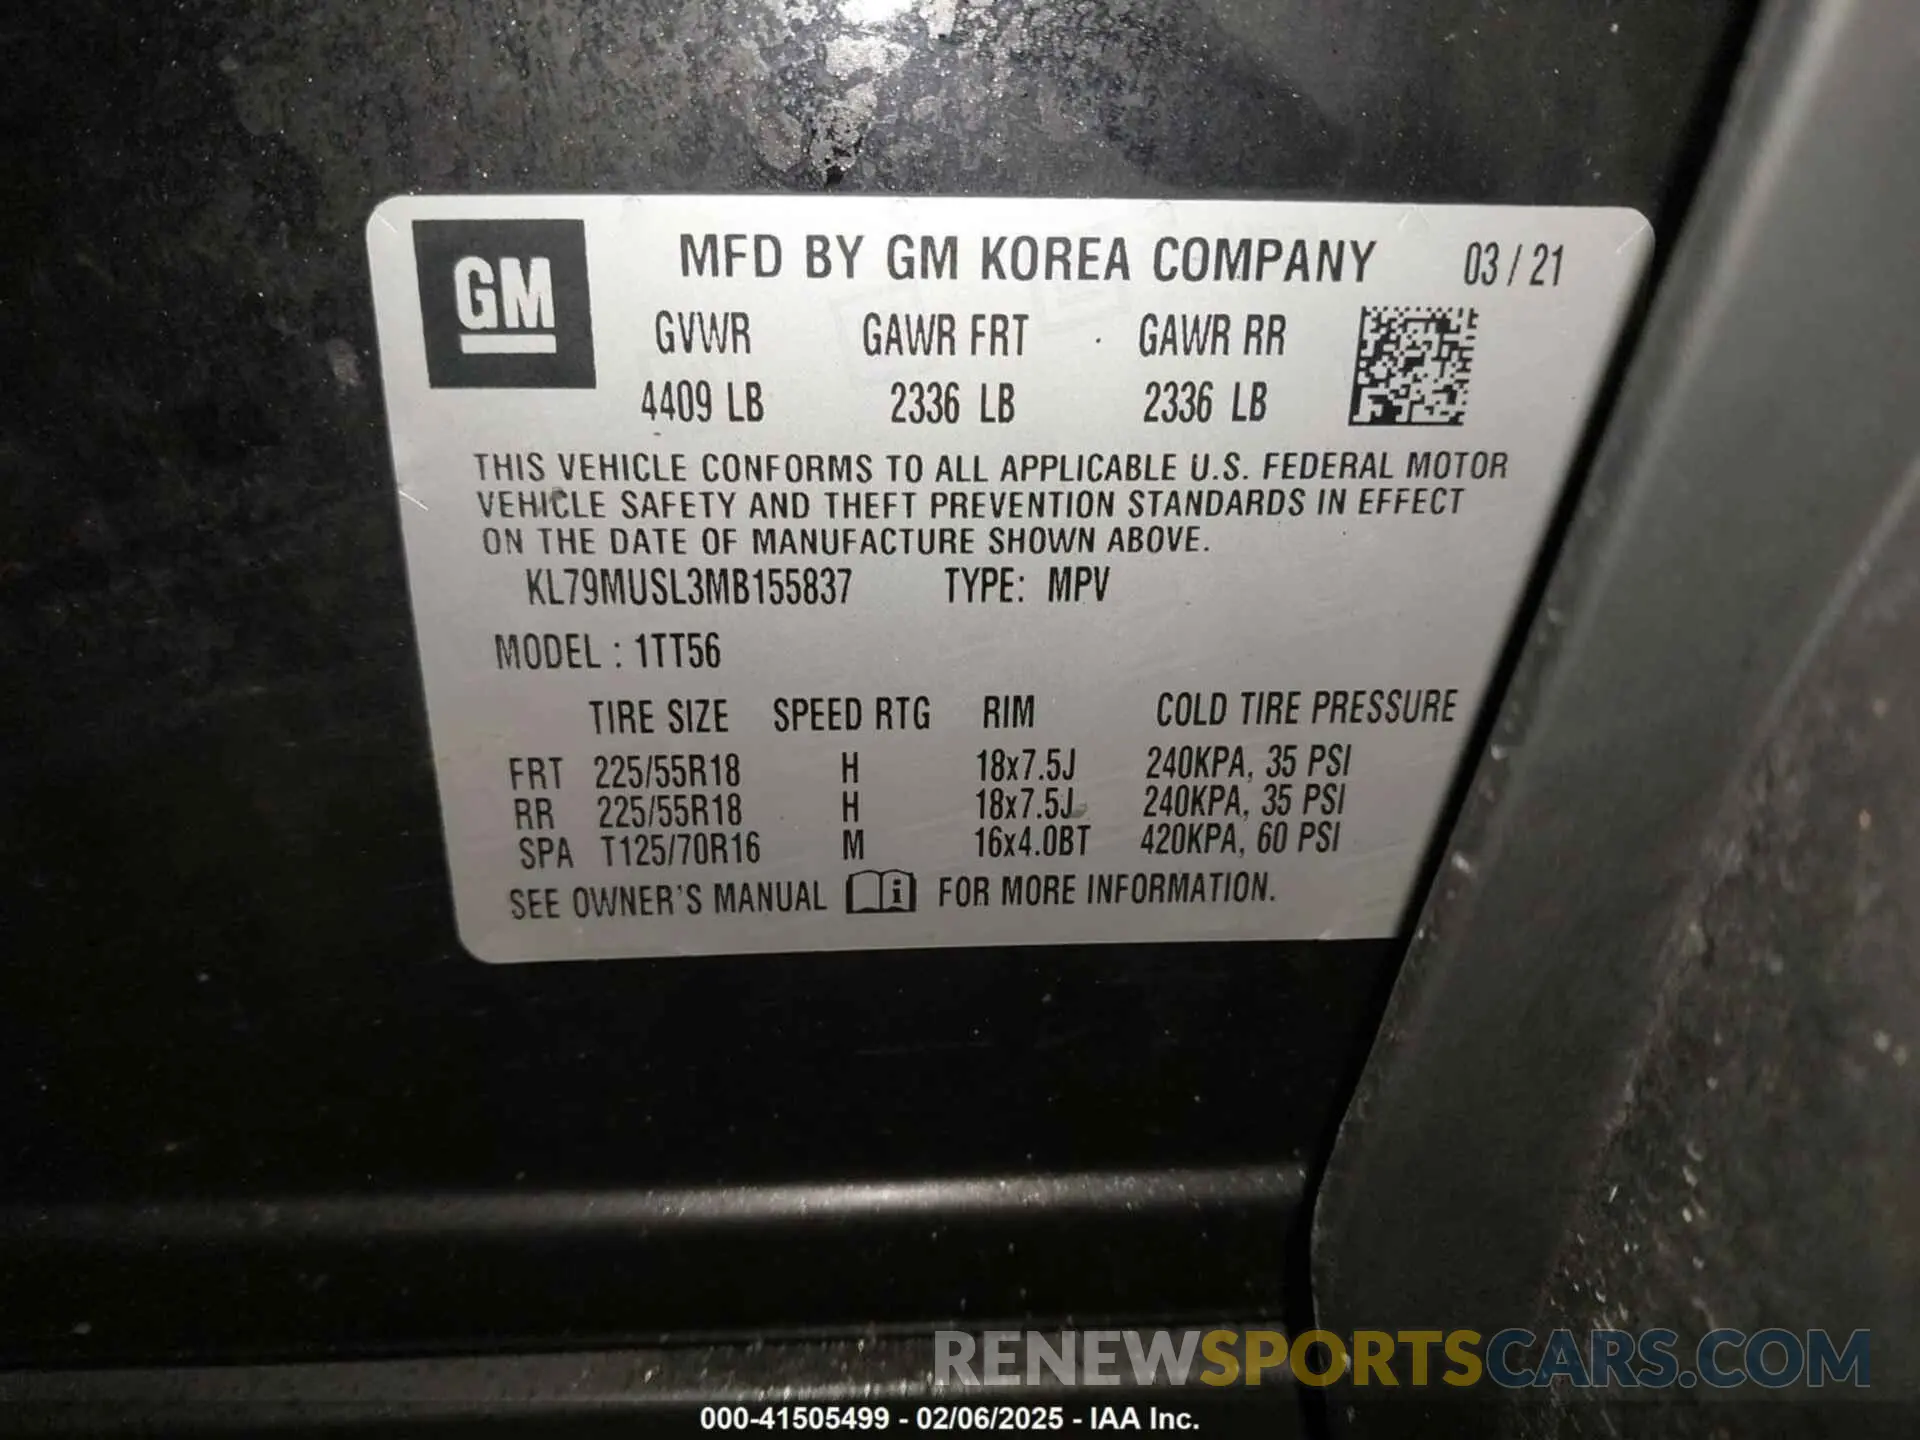 GM
MFD BY GM KOREA COMPANY 03 / 21
GVWR GAWR FRT GAWR RR
4409 LB 2336 LB 2336 LB
THIS VEHICLE CONFORMS TO ALL APPLICABLE U.S. FEDERAL MOTOR
VEHICLE SAFETY AND THEFT PREVENTION STANDARDS IN EFFECT
ON THE DATE OF MANUFACTURE SHOWN ABOVE.
KL79MUSL3MB155837 TYPE: MPV
MODEL : 1TT56
TIRE SIZE SPEED RTG RIM COLD TIRE PRESSURE
FRT 225/55R18 H 18x7.5J 240KPA, 35 PSI
RR 225/55R18 H 18x7.5J 240KPA, 35 PSI
SPA T125/70R16 M 16x4.0BT 420KPA, 60 PSI
SEE OWNER'S MANUAL i FOR MORE INFORMATION.
RENEWSPORTSCARS.COM
000-41505499 - 02/06/2025 - IAA Inc.